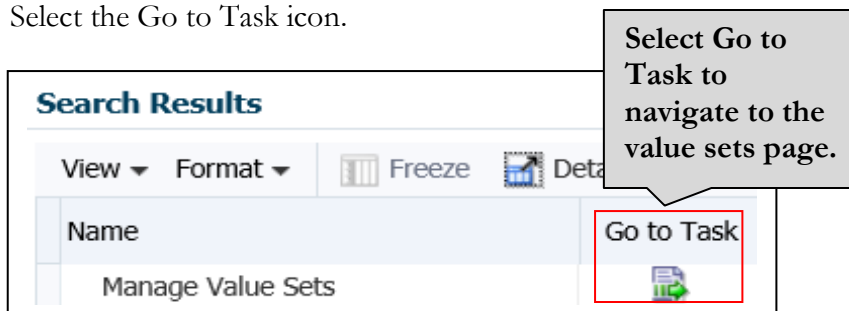 Select the Go to Task icon.
Select Go to
Task to
navigate to the
value sets page.
Search Results
View Format Freeze Deta
Name Go to Task
Manage Value Sets